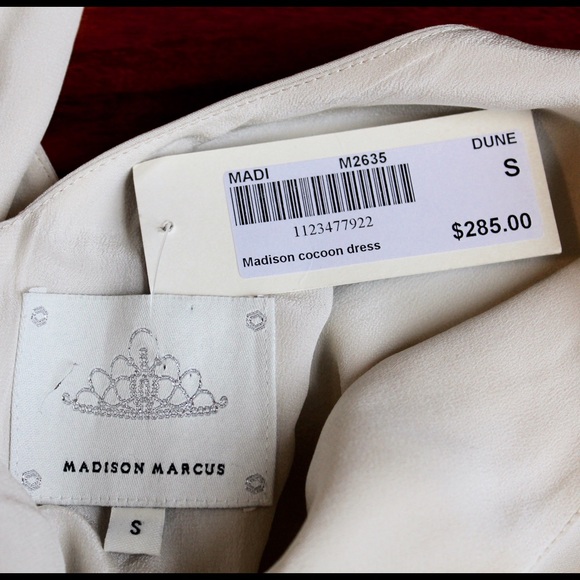 MADI M2635 DUNE
S
1123477922
Madison cocoon dress $285.00
MADISON MARCUS
S